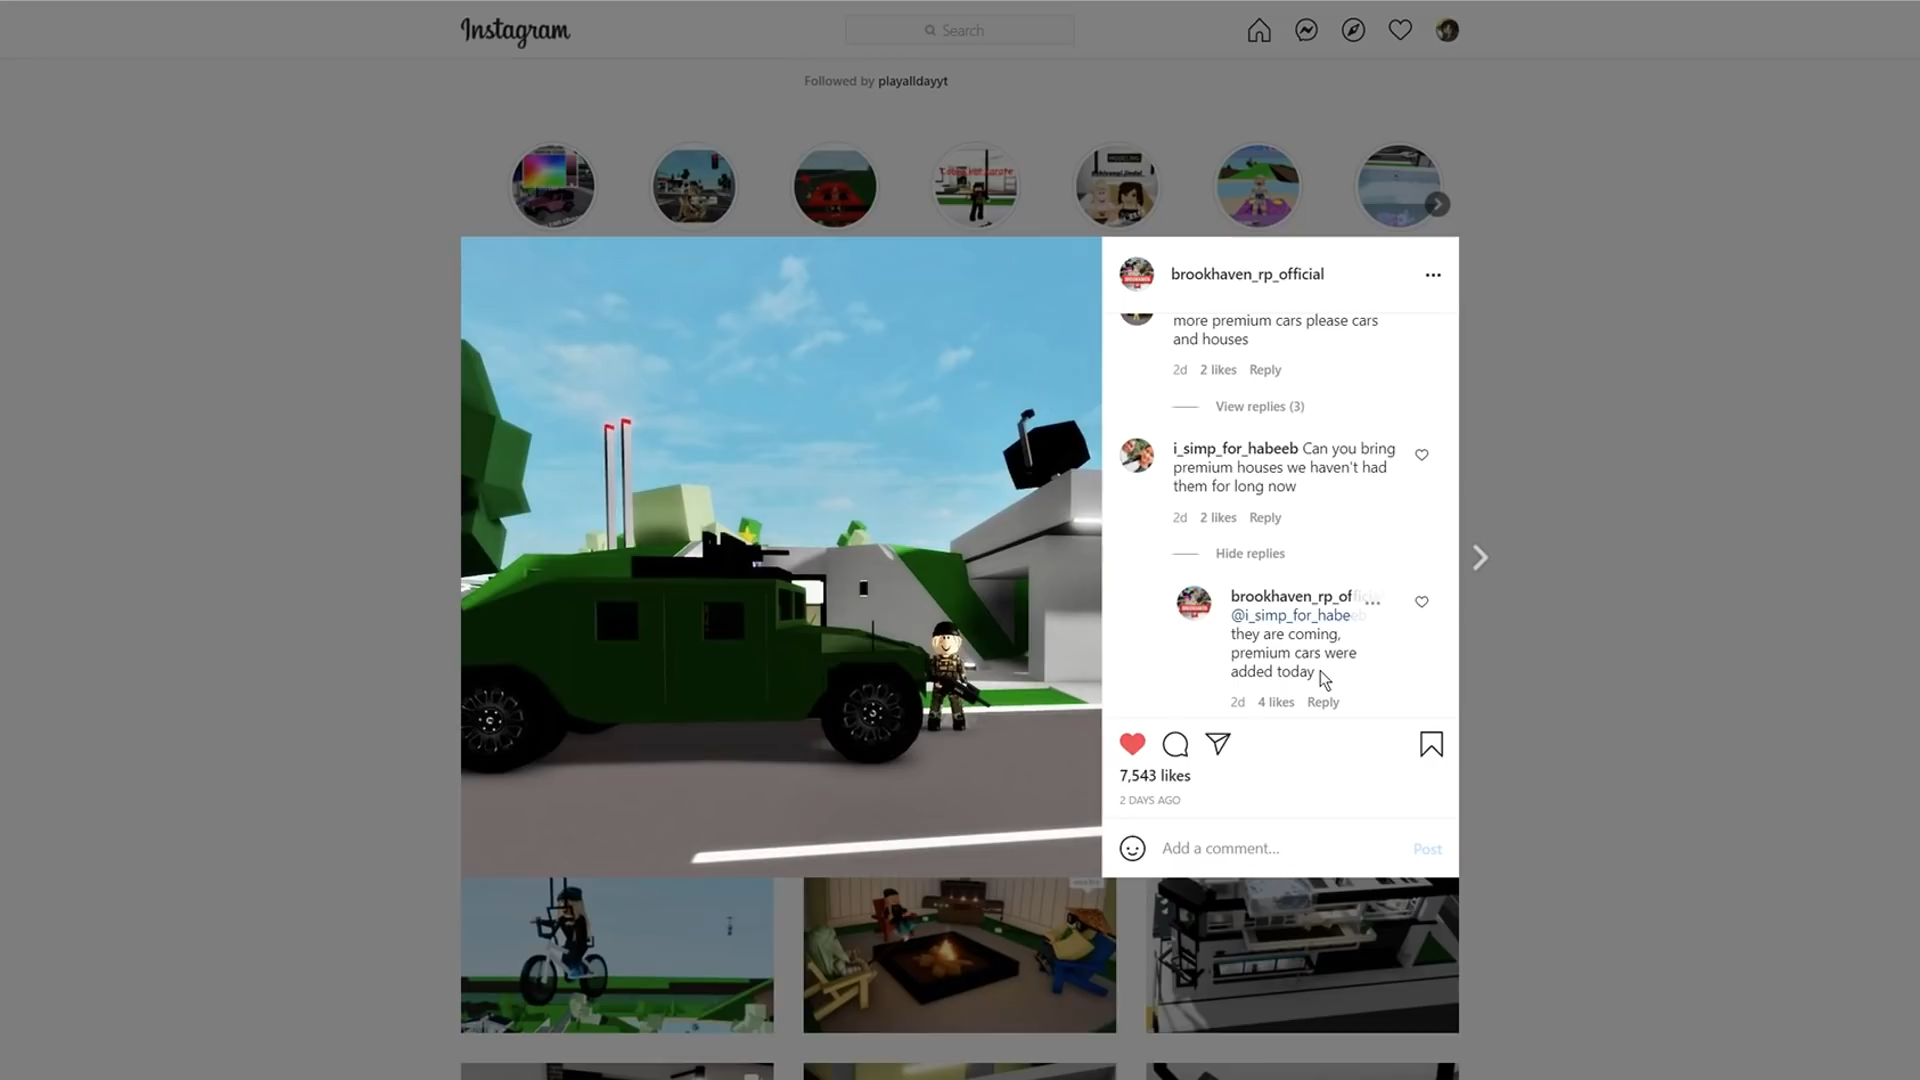 Instagram
Search
Followed by playalldayyt
brookhaven_rp_official
more premium cars please cars
and houses
2d 2 likes Reply
View replies (3)
i_simp_for_habeeb Can you bring
premium houses we haven't had
them for long now
2d 2 likes Reply
Hide replies
brookhaven_rp_official
@i_simp_for_habeeb
they are coming,
premium cars were
added today
2d 4 likes Reply
7,543 likes
2 DAYS AGO
Add a comment...
Post